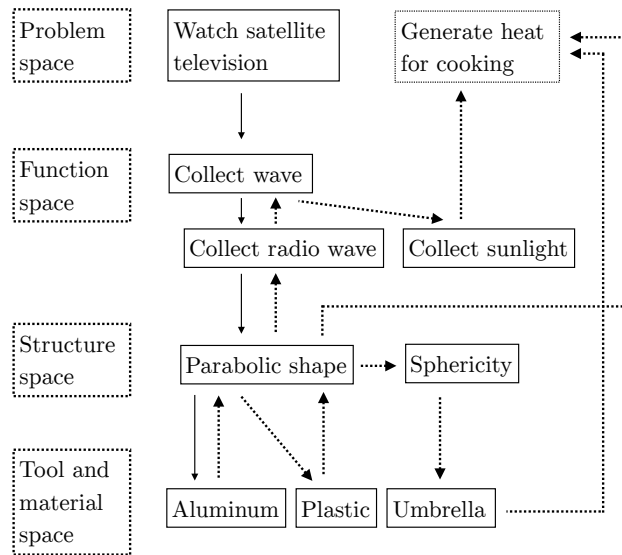 Problem
space
Watch satellite
television
Generate heat
for cooking
Function
space
Collect wave
Collect radio wave
Collect sunlight
Structure
space
Parabolic shape
Sphericity
Tool and
material
space
Aluminum
Plastic
Umbrella